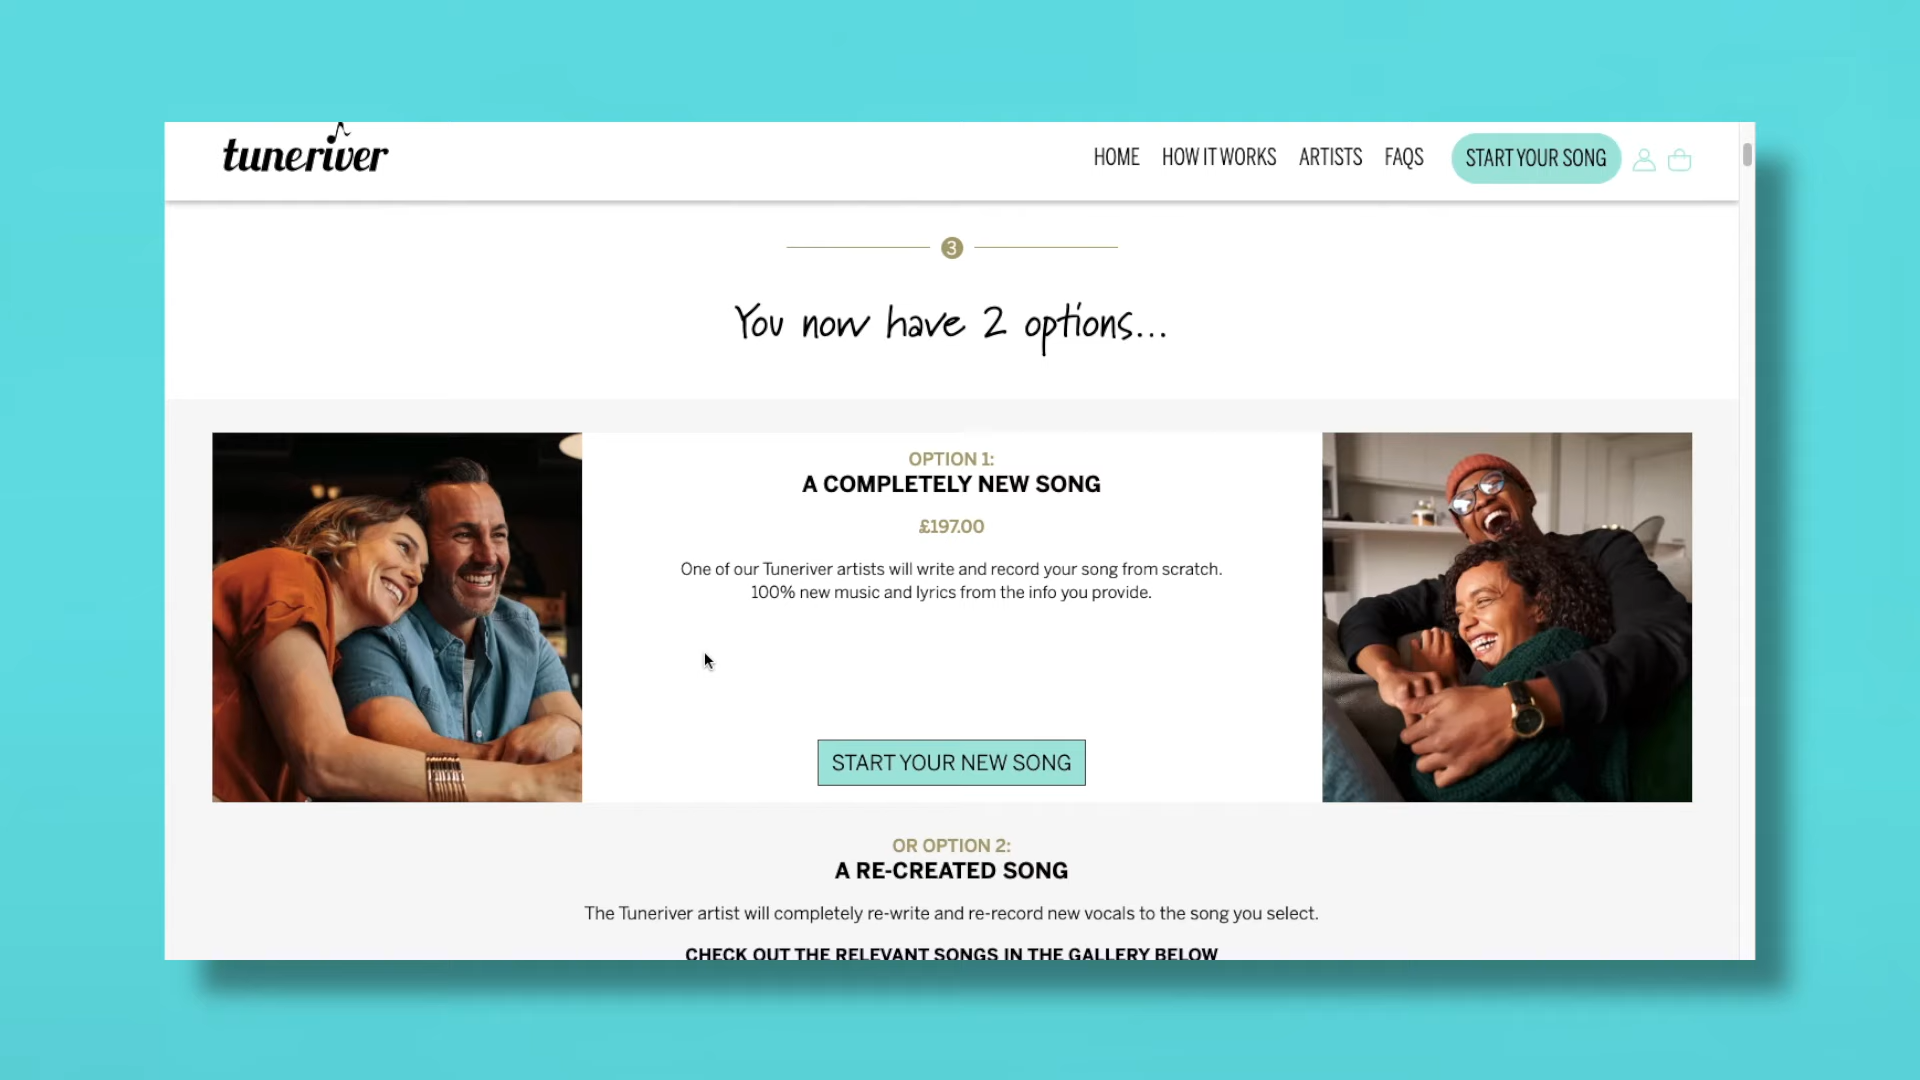 tuneriver
HOME HOW IT WORKS ARTISTS FAQS START YOUR SONG
3
You now have 2 options...
OPTION 1:
A COMPLETELY NEW SONG
£197.00
One of our Tuneriver artists will write and record your song from scratch.
100% new music and lyrics from the info you provide.
START YOUR NEW SONG
OR OPTION 2:
A RE-CREATED SONG
The Tuneriver artist will completely re-write and re-record new vocals to the song you select.
CHECK OUT THE RELEVANT SONGS IN THE GALLERY BELOW